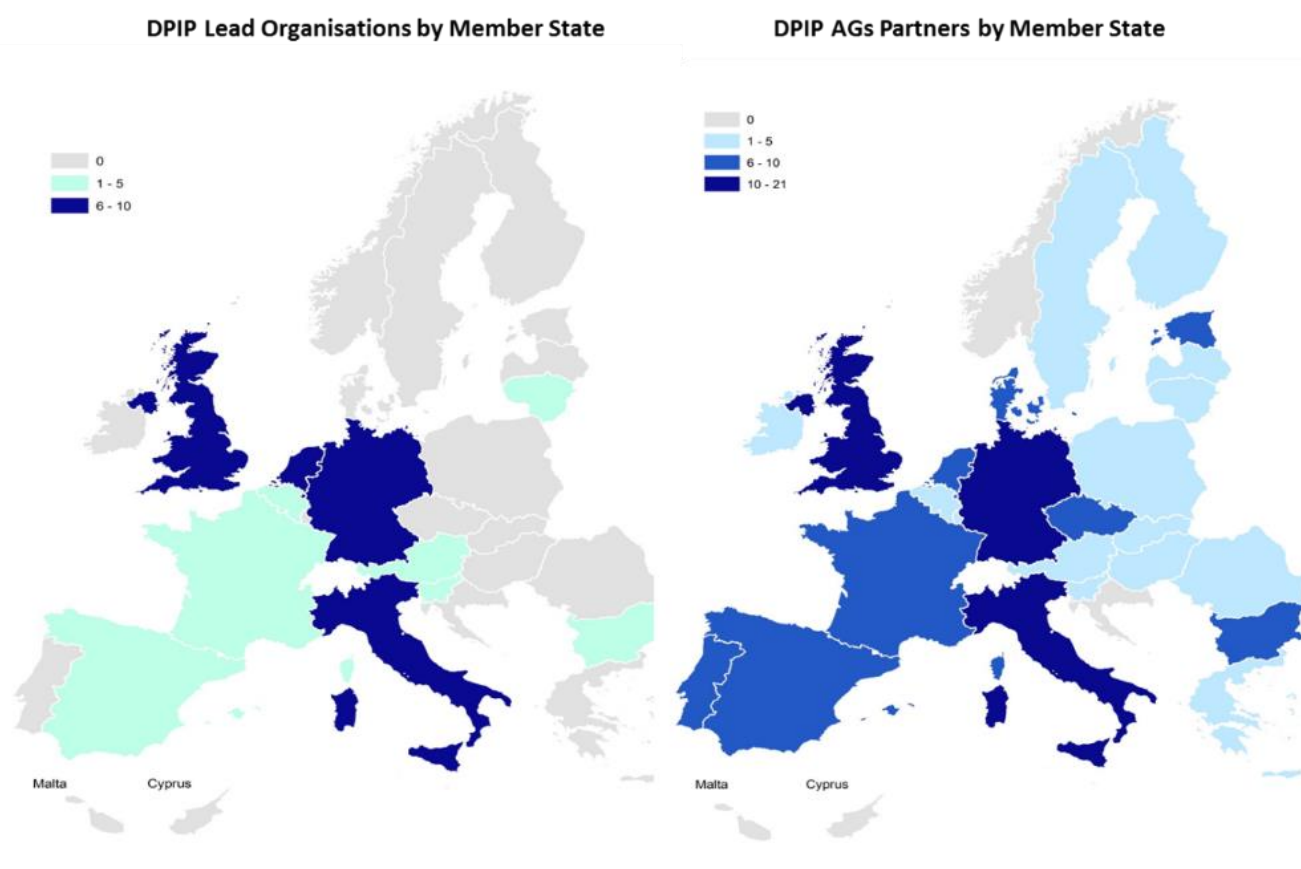 DPIP Lead Organisations by Member State
0
1 - 5
6 - 10
Malta
Cyprus
DPIP AGs Partners by Member State
0
1 - 5
6 - 10
10 - 21
Malta
Cyprus